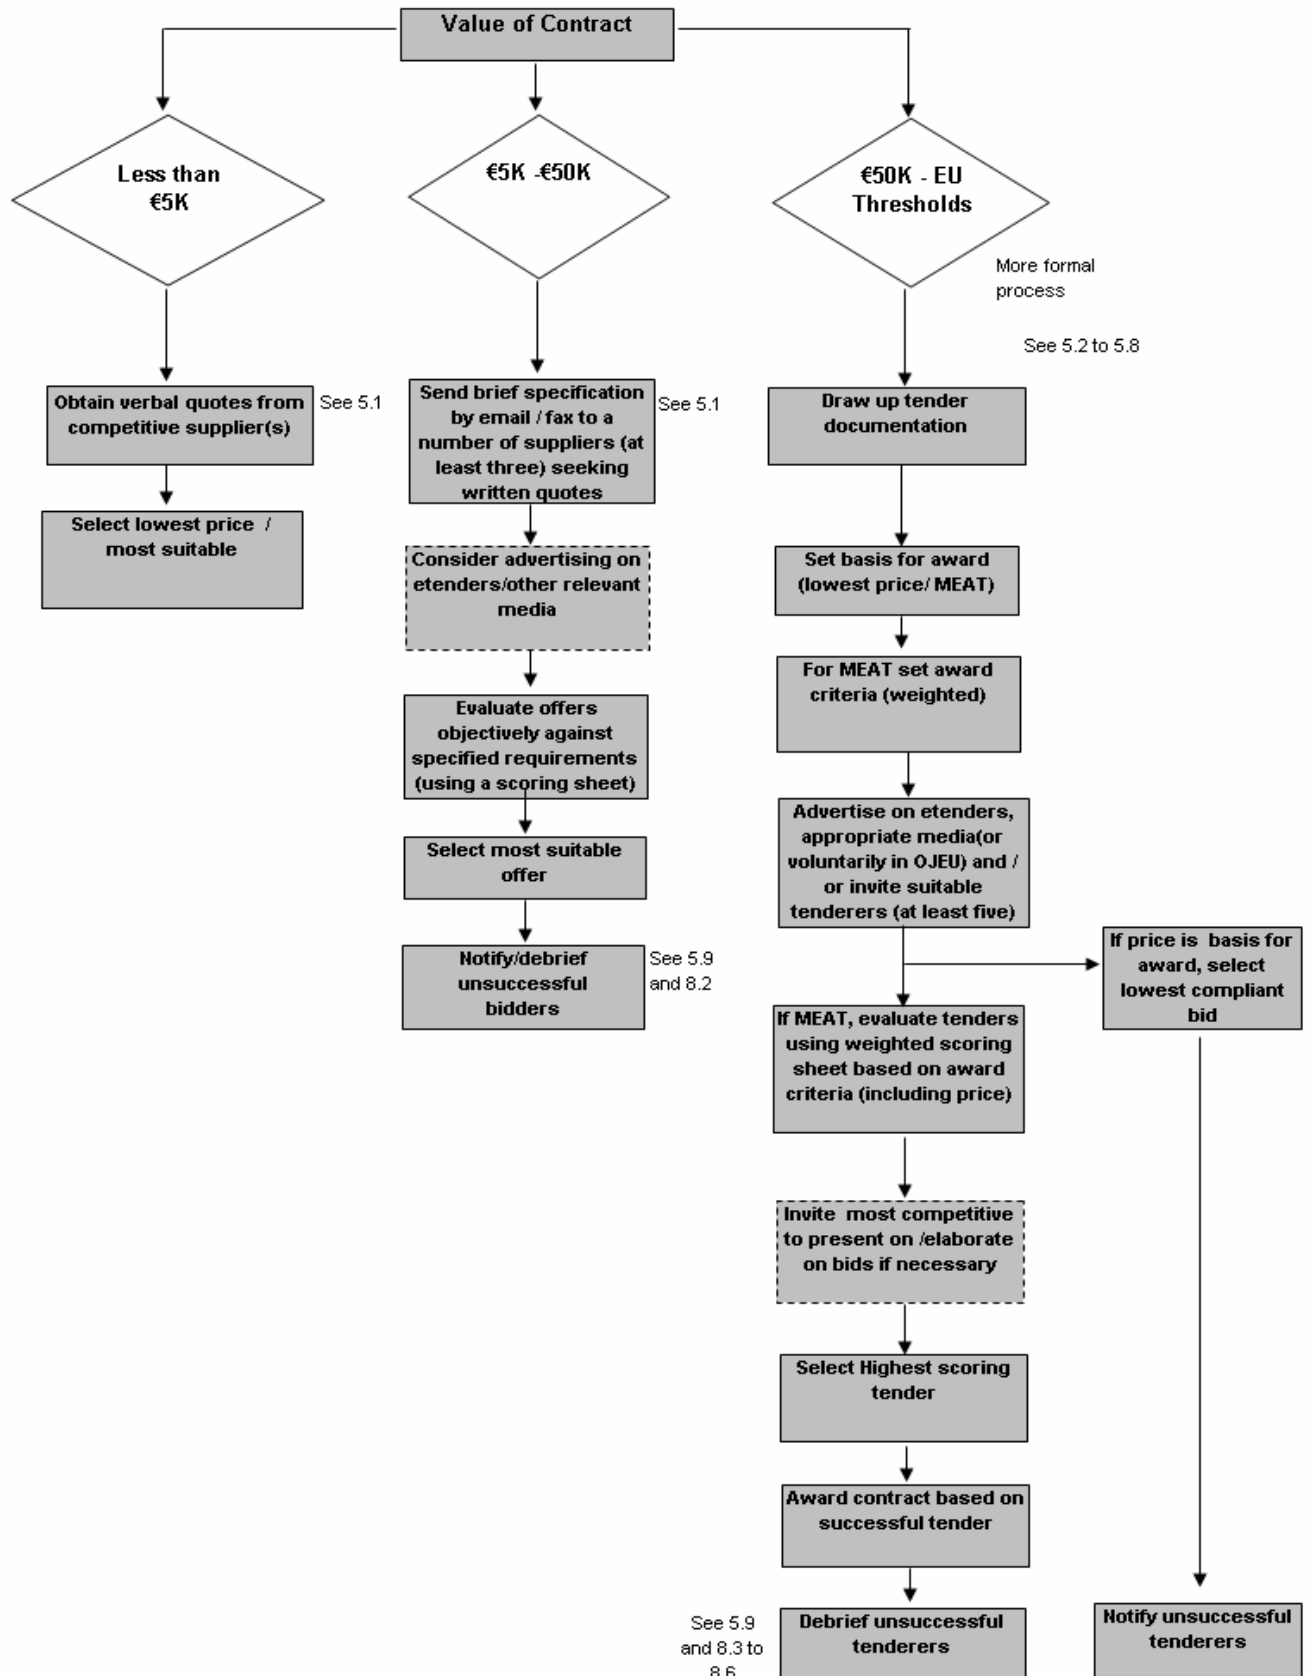 Value of Contract
Less than
€5K
€5K -€50K
€50K - EU
Thresholds
More formal
process
See 5.2 to 5.8
Obtain verbal quotes from
competitive supplier(s)
See 5.1
Select lowest price /
most suitable
Send brief specification
by email / fax to a
number of suppliers (at
least three) seeking
written quotes
See 5.1
Consider advertising on
etenders/other relevant
media
Evaluate offers
objectively against
specified requirements
(using a scoring sheet)
Select most suitable
offer
Notify/debrief
unsuccessful
bidders
See 5.9
and 8.2
Draw up tender
documentation
Set basis for award
(lowest price/ MEAT)
For MEAT set award
criteria (weighted)
Advertise on etenders,
appropriate media(or
voluntarily in OJEU) and /
or invite suitable
tenderers (at least five)
If price is basis for
award, select
lowest compliant
bid
If MEAT, evaluate tenders
using weighted scoring
sheet based on award
criteria (including price)
Invite most competitive
to present on /elaborate
on bids if necessary
Select Highest scoring
tender
Award contract based on
successful tender
See 5.9
and 8.3 to
8.6
Debrief unsuccessful
tenderers
Notify unsuccessful
tenderers